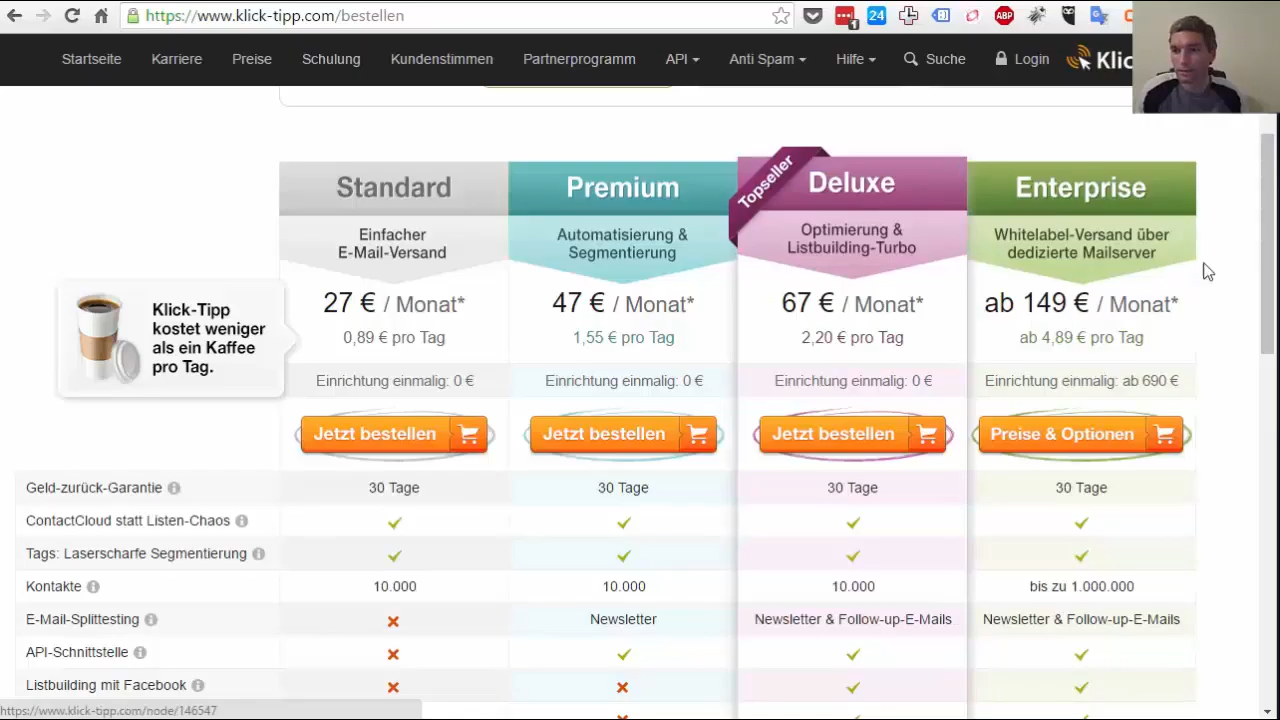 https://www.klick-tipp.com/bestellen
1
24
ABP
Startseite
Karriere
Preise
Schulung
Kundenstimmen
Partnerprogramm
API
Anti Spam
Hilfe
Suche
Login
Klic
Standard
Einfacher
E-Mail-Versand
27 € / Monat*
0,89 € pro Tag
Einrichtung einmalig: 0 €
Jetzt bestellen
Premium
Automatisierung &
Segmentierung
47 € / Monat*
1,55 € pro Tag
Einrichtung einmalig: 0 €
Jetzt bestellen
Topseller
Deluxe
Optimierung &
Listbuilding-Turbo
67 € / Monat*
2,20 € pro Tag
Einrichtung einmalig: 0 €
Jetzt bestellen
Enterprise
Whitelabel-Versand über
dedizierte Mailserver
ab 149 € / Monat*
ab 4,89 € pro Tag
Einrichtung einmalig: ab 690 €
Preise & Optionen
Klick-Tipp
kostet weniger
als ein Kaffee
pro Tag.
Geld-zurück-Garantie 30 Tage 30 Tage 30 Tage 30 Tage
ContactCloud statt Listen-Chaos
Tags: Laserscharfe Segmentierung
Kontakte 10.000 10.000 10.000 bis zu 1.000.000
E-Mail-Splittesting Newsletter Newsletter & Follow-up-E-Mails Newsletter & Follow-up-E-Mails
API-Schnittstelle
Listbuilding mit Facebook
https://www.klick-tipp.com/node/146547